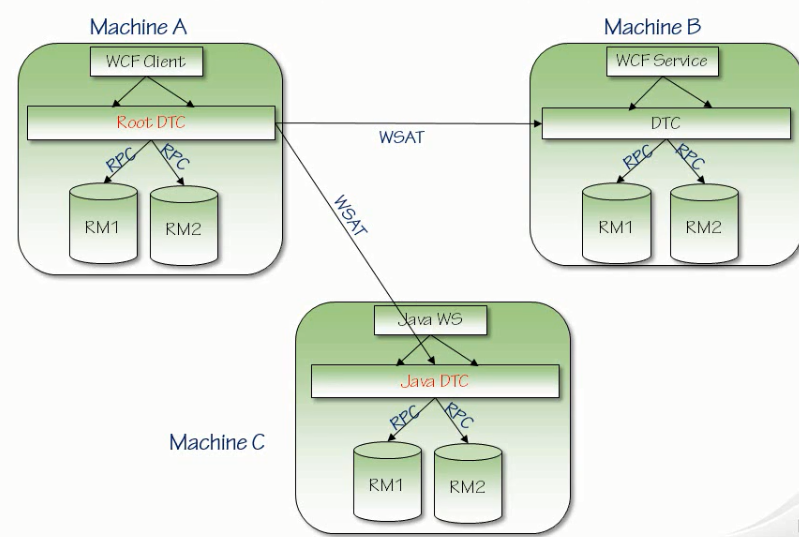 Machine A
WCF Client
Root DTC
RPC
RPC
RM1
RM2
WSAT
WSAT
Machine B
WCF Service
DTC
RPC
RPC
RM1
RM2
Machine C
Java WS
Java DTC
RPC
RPC
RM1
RM2